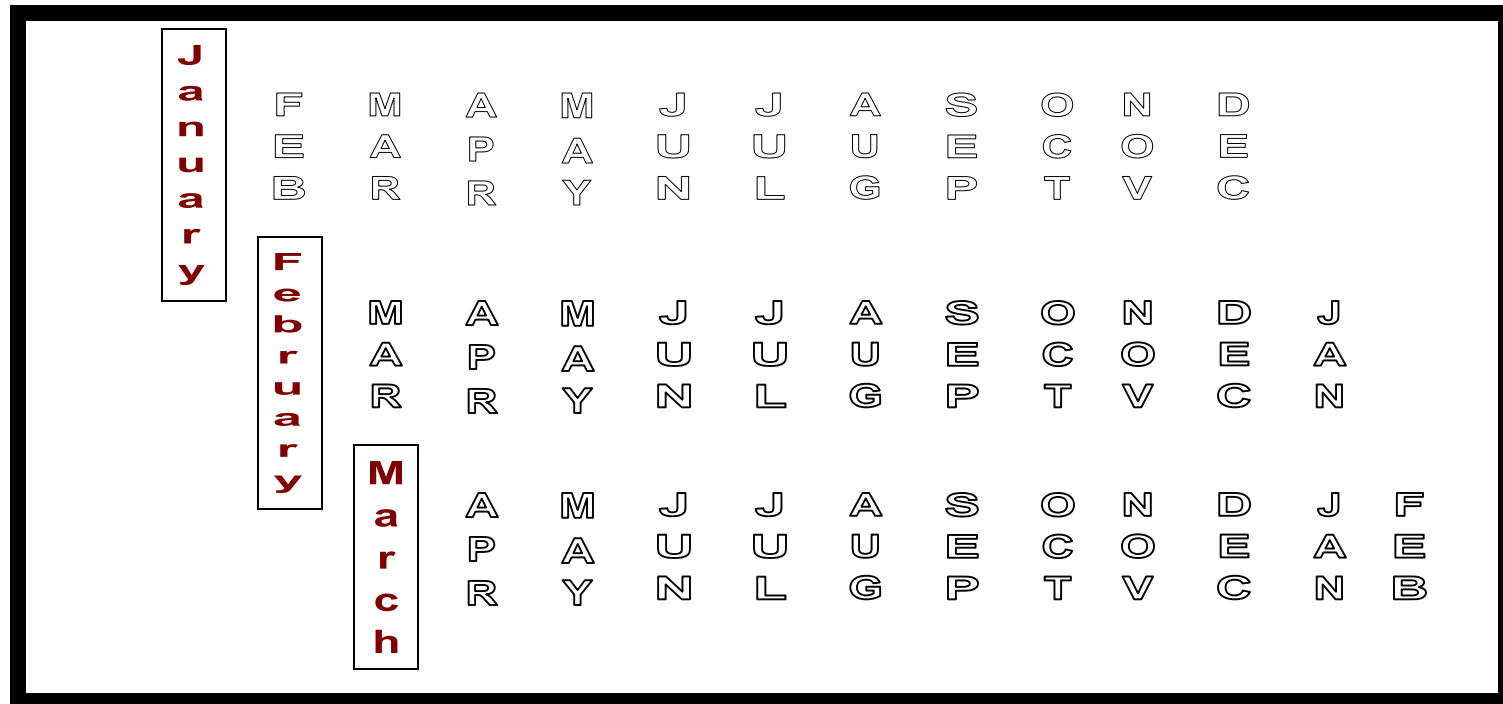 January FEB MAR APR MAY JUN JUL AUG SEP OCT NOV DEC
February MAR APR MAY JUN JUL AUG SEP OCT NOV DEC JAN
March APR MAY JUN JUL AUG SEP OCT NOV DEC JAN FEB